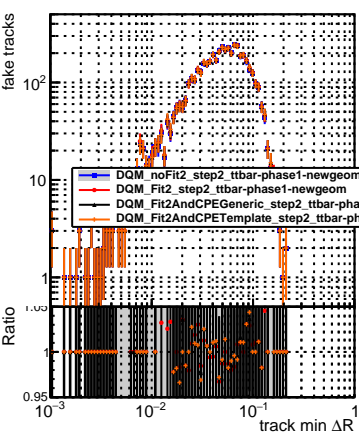 fake tracks
10²
10
1
DQM_noFit2_step2_ttbar-phase1-newgeom
DQM_Fit2_step2_ttbar-phase1-newgeom
DQM_Fit2AndCPEGeneric_step2_ttbar-pha
DQM_Fit2AndCPETemplate_step2_ttbar-ph
Ratio
1.05
1
0.95
10⁻³ 10⁻² 10⁻¹ 1
track min ΔR